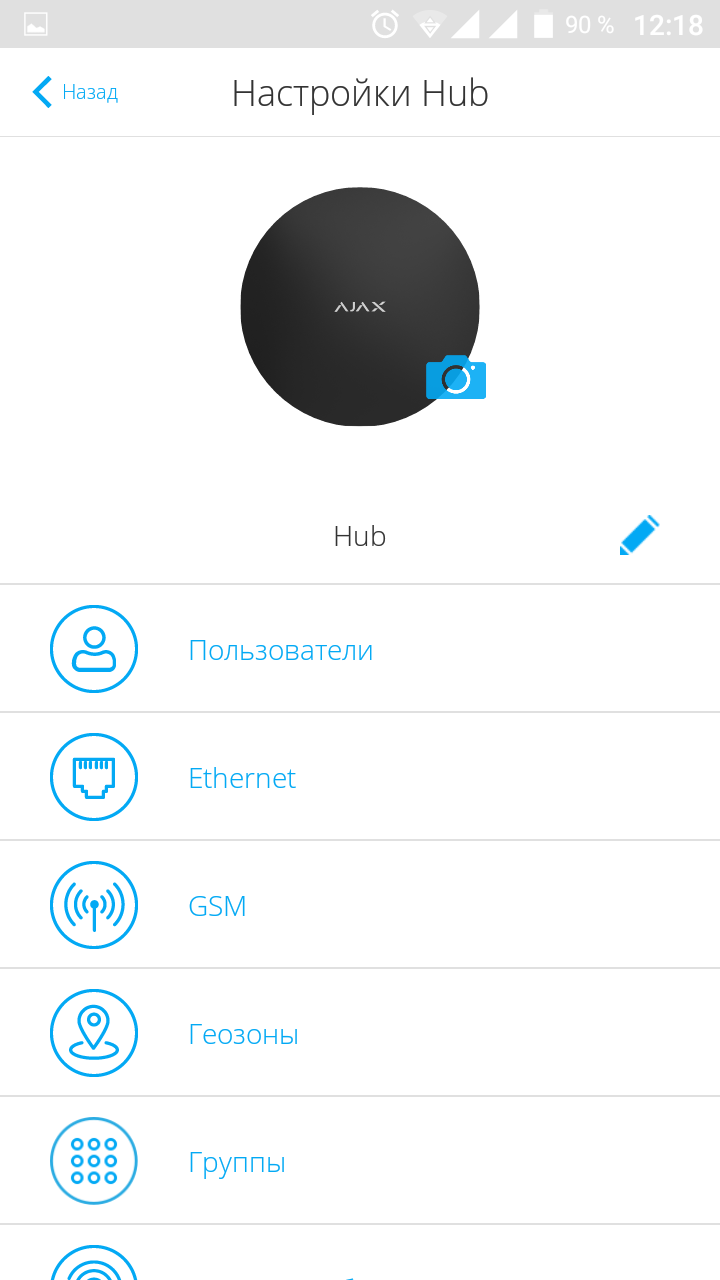 90 % 12:18
Назад
Настройки Hub
AJAX
Hub
Пользователи
Ethernet
GSM
Геозоны
Группы